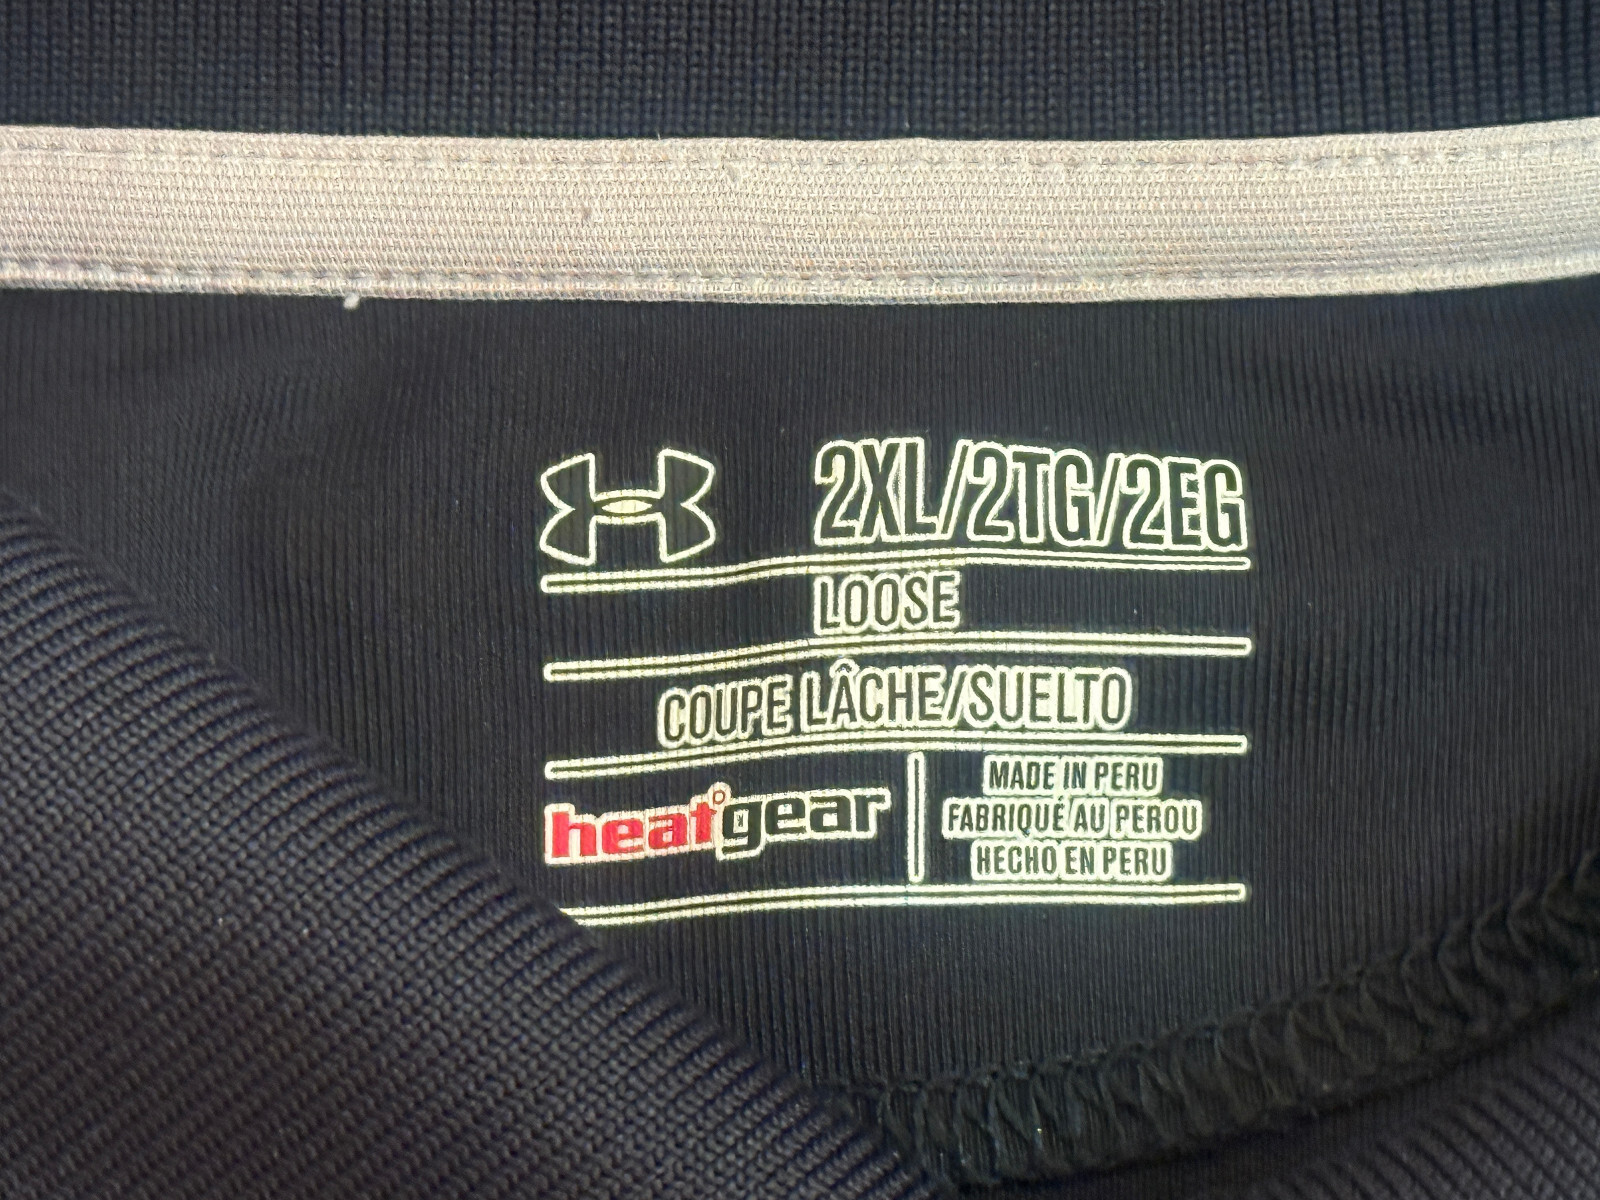 2XL/2TG/2EG
LOOSE
COUPE LÂCHE/SUELTO
heatgear
MADE IN PERU
FABRIQUÉ AU PEROU
HECHO EN PERU